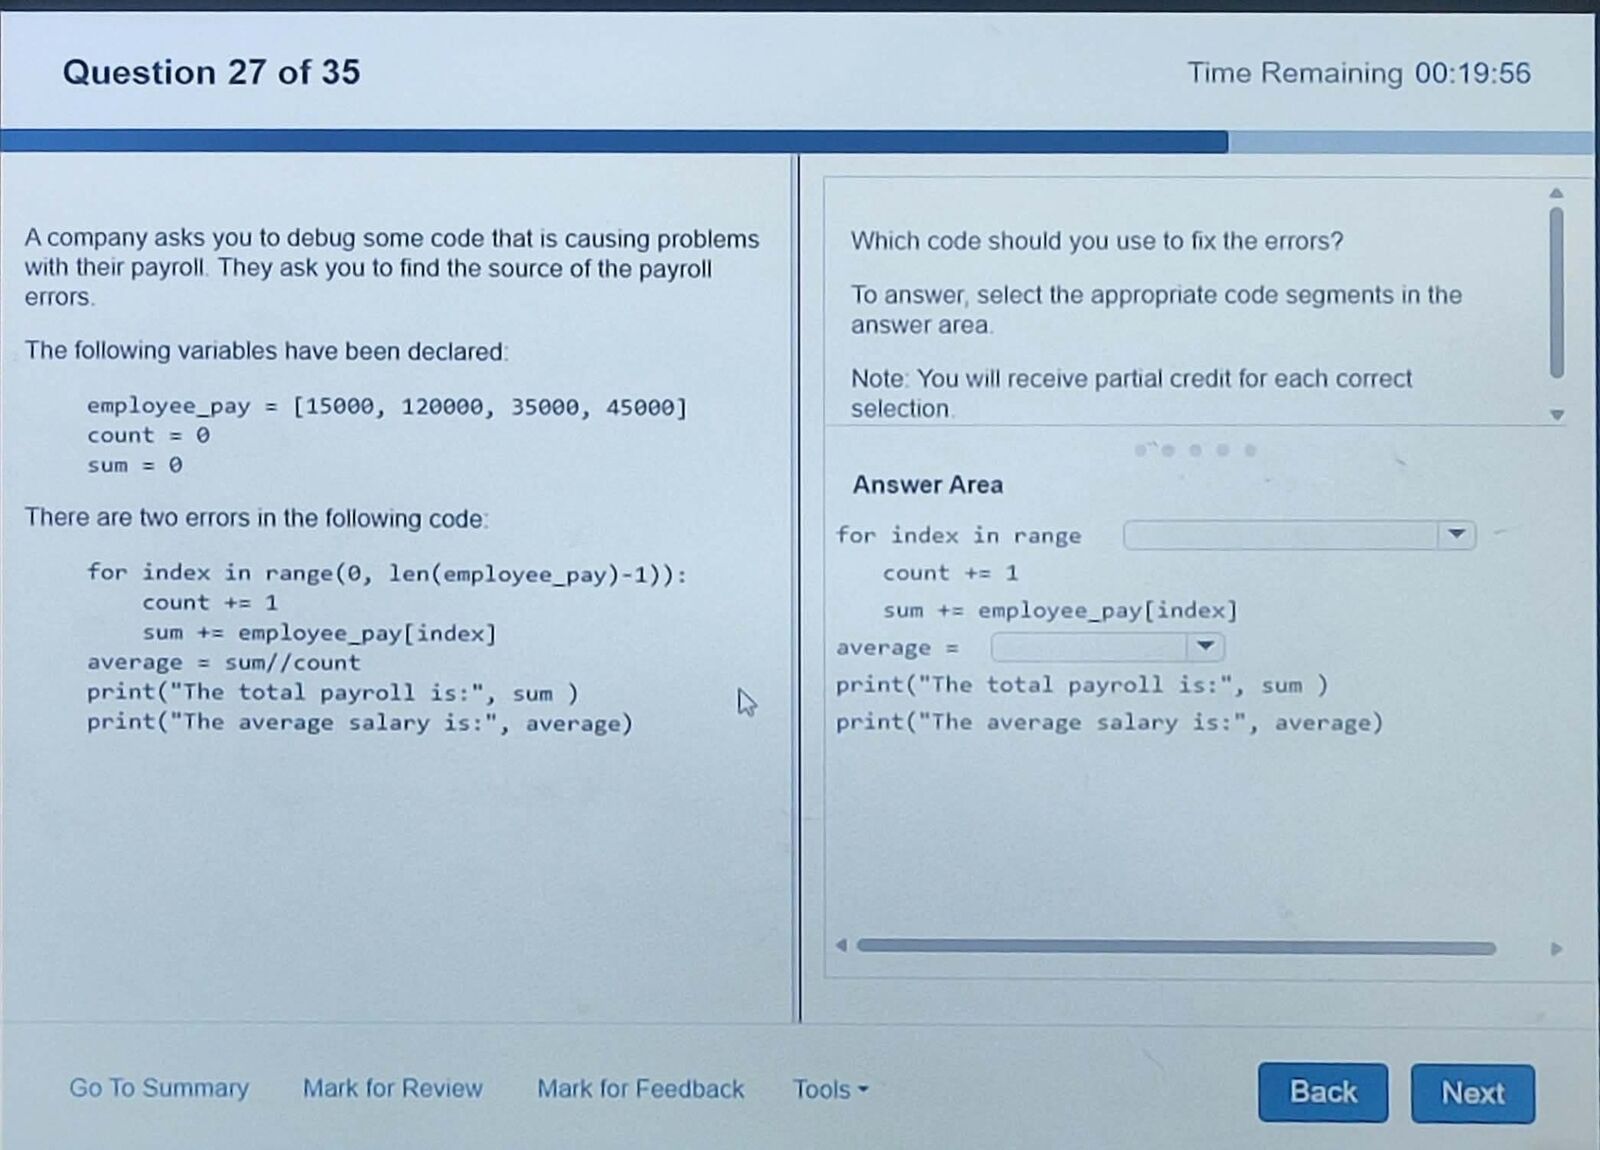 Question 27 of 35
Time Remaining 00:19:56
A company asks you to debug some code that is causing problems
with their payroll. They ask you to find the source of the payroll
errors.
The following variables have been declared:
employee_pay = [15000, 120000, 35000, 45000]
count = 0
sum = 0
There are two errors in the following code:
for index in range(0, len(employee_pay)-1)):
count += 1
sum += employee_pay[index]
average = sum//count
print("The total payroll is:", sum )
print("The average salary is:", average)
Which code should you use to fix the errors?
To answer, select the appropriate code segments in the
answer area.
Note: You will receive partial credit for each correct
selection.
Answer Area
for index in range
count += 1
sum += employee_pay[index]
average =
print("The total payroll is:", sum )
print("The average salary is:", average)
Go To Summary
Mark for Review
Mark for Feedback
Tools
Back
Next